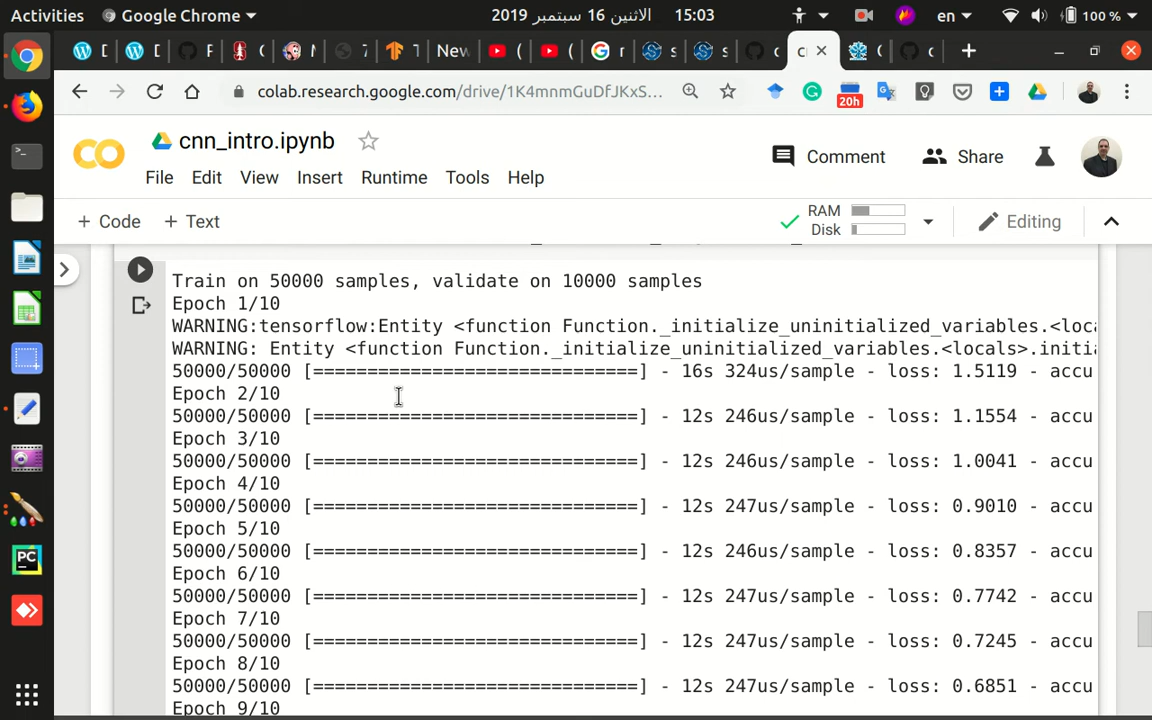 Activities Google Chrome الاثنين 16 سبتمبر 2019 15:03 en 100 %
New
colab.research.google.com/drive/1K4mnmGuDfJKxS... 20h
cnn_intro.ipynb
Comment Share
File Edit View Insert Runtime Tools Help
+ Code + Text RAM Disk Editing
Train on 50000 samples, validate on 10000 samples
Epoch 1/10
WARNING:tensorflow:Entity <function Function._initialize_uninitialized_variables.<loca
WARNING: Entity <function Function._initialize_uninitialized_variables.<locals>.initia
50000/50000 [==============================] - 16s 324us/sample - loss: 1.5119 - accu
Epoch 2/10
50000/50000 [==============================] - 12s 246us/sample - loss: 1.1554 - accu
Epoch 3/10
50000/50000 [==============================] - 12s 246us/sample - loss: 1.0041 - accu
Epoch 4/10
50000/50000 [==============================] - 12s 247us/sample - loss: 0.9010 - accu
Epoch 5/10
50000/50000 [==============================] - 12s 246us/sample - loss: 0.8357 - accu
Epoch 6/10
50000/50000 [==============================] - 12s 247us/sample - loss: 0.7742 - accu
Epoch 7/10
50000/50000 [==============================] - 12s 247us/sample - loss: 0.7245 - accu
Epoch 8/10
50000/50000 [==============================] - 12s 247us/sample - loss: 0.6851 - accu
Epoch 9/10